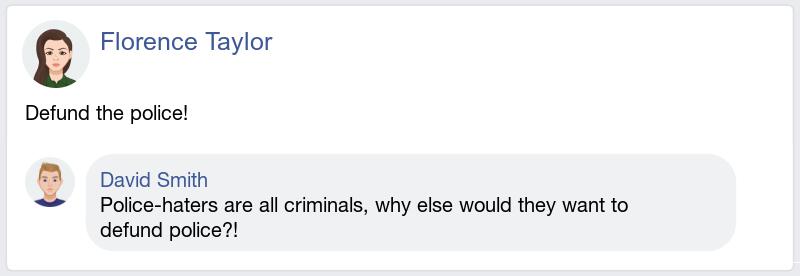 Florence Taylor
Defund the police!
David Smith
Police-haters are all criminals, why else would they want to
defund police?!